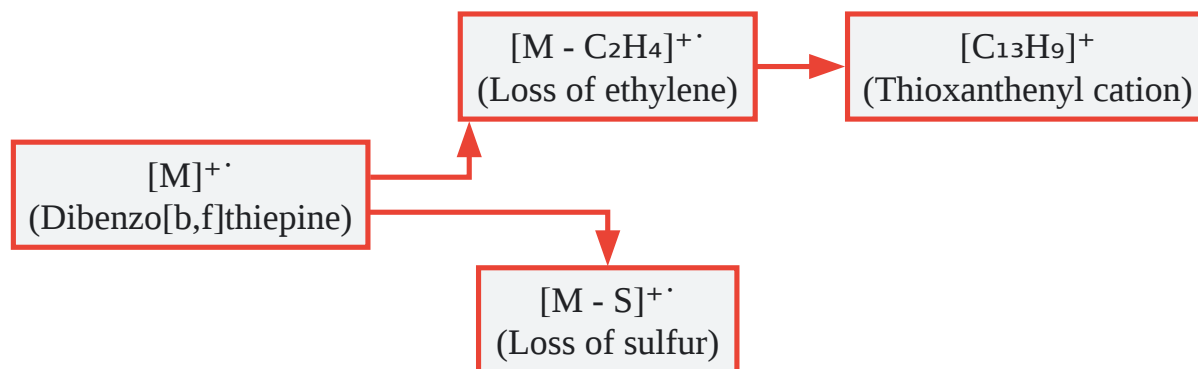 [M - C₂H₄]⁺˙
(Loss of ethylene)
[C₁₃H₉]⁺
(Thioxanthenyl cation)
[M]⁺˙
(Dibenzo[b,f]thiepine)
[M - S]⁺˙
(Loss of sulfur)